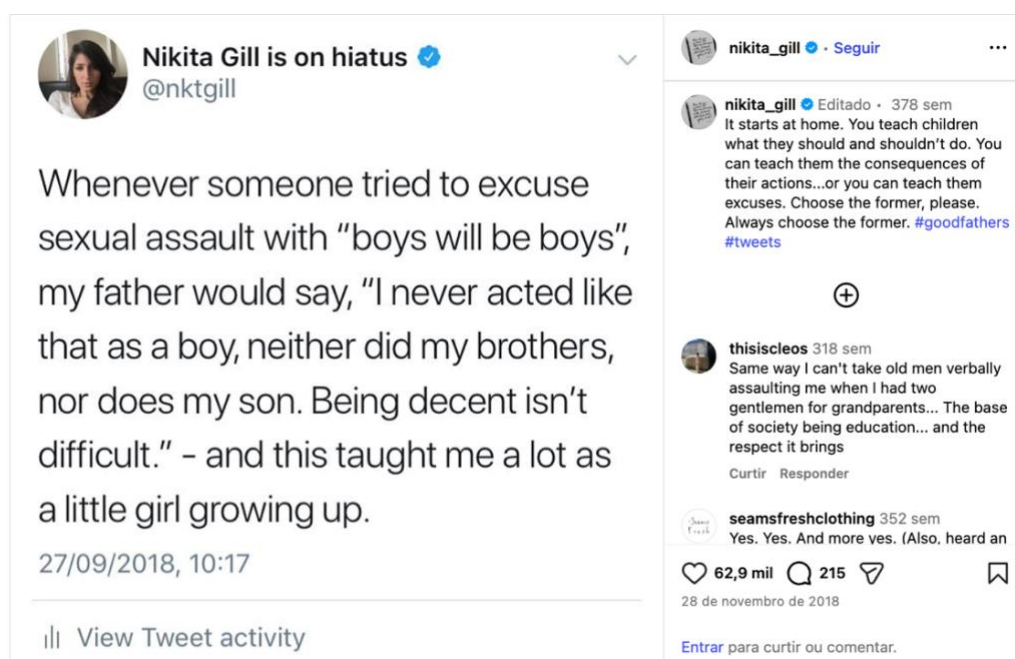 Nikita Gill is on hiatus
@nktgill
Whenever someone tried to excuse
sexual assault with “boys will be boys”,
my father would say, “I never acted like
that as a boy, neither did my brothers,
nor does my son. Being decent isn’t
difficult.” – and this taught me a lot as
a little girl growing up.
27/09/2018, 10:17
View Tweet activity
nikita_gill • Seguir
nikita_gill Editado • 378 sem
It starts at home. You teach children
what they should and shouldn’t do. You
can teach them the consequences of
their actions...or you can teach them
excuses. Choose the former, please.
Always choose the former. #goodfathers
#tweets
thisiscleos 318 sem
Same way I can't take old men verbally
assaulting me when I had two
gentlemen for grandparents... The base
of society being education... and the
respect it brings
Curtir Responder
seamsfreshclothing 352 sem
Yes. Yes. And more yes. (Also, heard an
62,9 mil 215
28 de novembro de 2018
Entrar para curtir ou comentar.